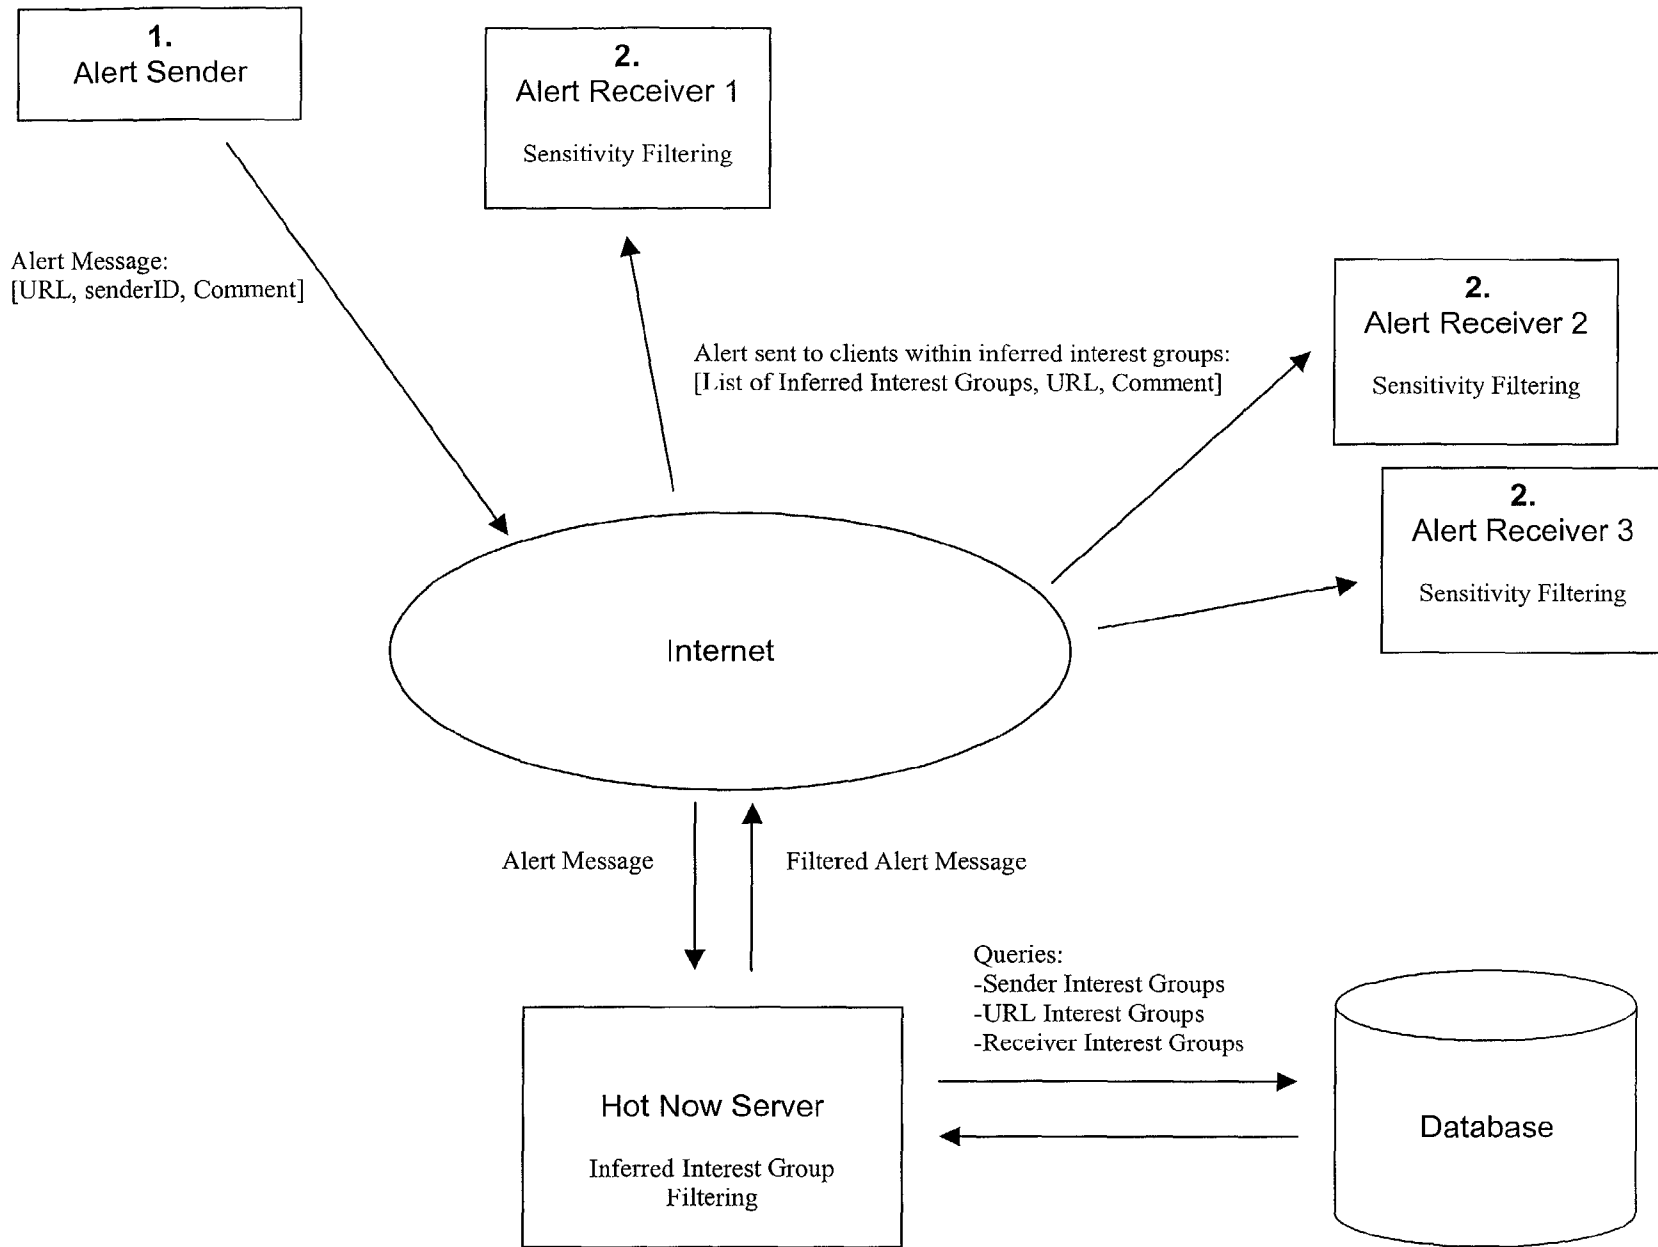 1.
Alert Sender
2.
Alert Receiver 1
Sensitivity Filtering
Alert Message:
[URL, senderID, Comment]
2.
Alert Receiver 2
Sensitivity Filtering
Alert sent to clients within inferred interest groups:
[List of Inferred Interest Groups, URL, Comment]
2.
Alert Receiver 3
Sensitivity Filtering
Internet
Alert Message
Filtered Alert Message
Queries:
-Sender Interest Groups
-URL Interest Groups
-Receiver Interest Groups
Hot Now Server
Inferred Interest Group
Filtering
Database